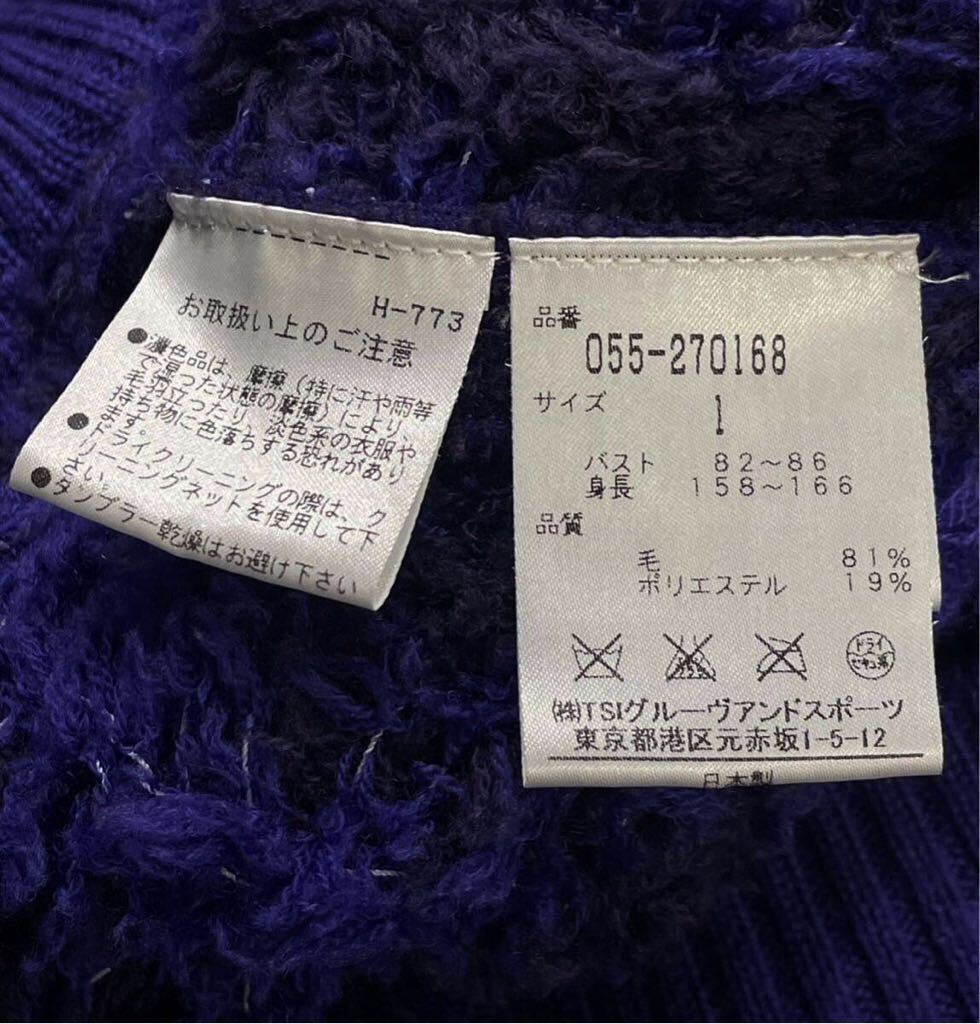 H-773
お取扱い上のご注意
●濃色品は、摩擦(特に汗や雨等
で湿った状態の摩擦)により
毛羽立ったり、淡色系の衣服や
持ち物に色落ちする恐れがあり
ます。
●ドライクリーニングの際は、ク
リーニングネットを使用して下
さい。
●タンブラー乾燥はお避け下さい
品番
055-270168
サイズ
1
バスト 82～86
身長 158～166
品質
毛 81%
ポリエステル 19%
ドライ
セキユ系
(株)TSIグルーヴアンドスポーツ
東京都港区元赤坂1-5-12
日本製